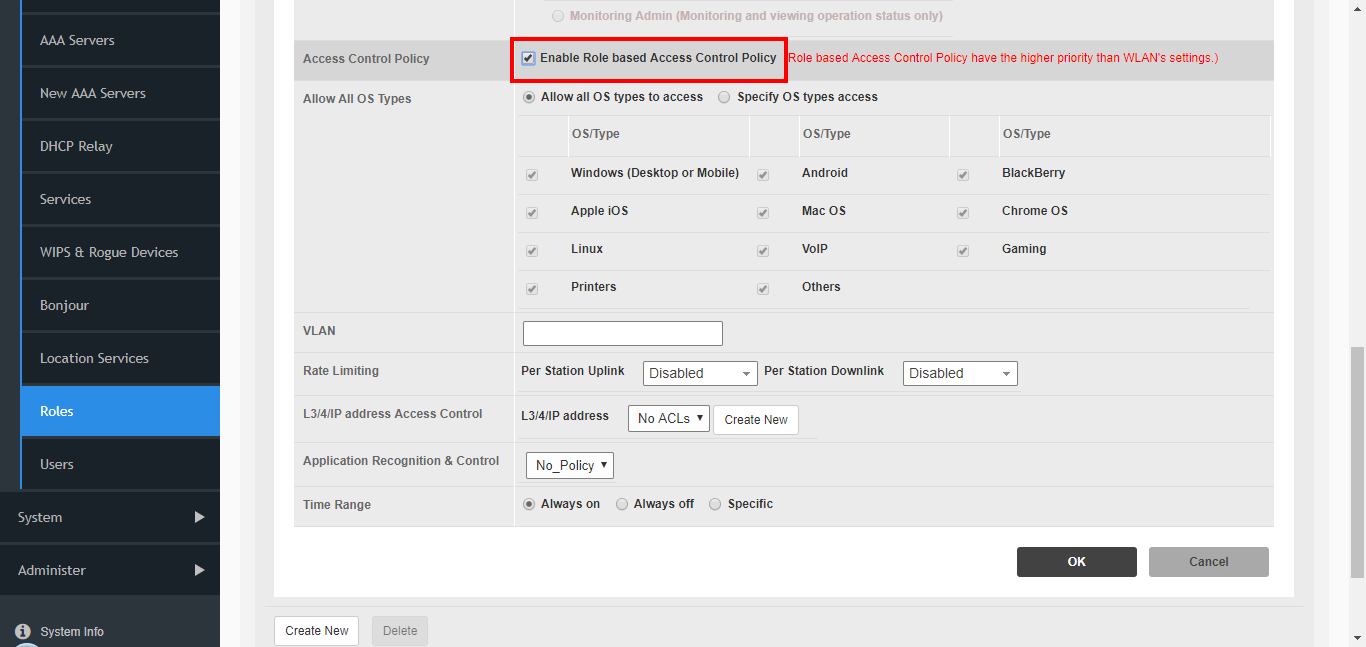 AAA Servers
New AAA Servers
DHCP Relay
Services
WIPS & Rogue Devices
Bonjour
Location Services
Roles
Users
System
Administer
System Info
Monitoring Admin (Monitoring and viewing operation status only)
Access Control Policy Enable Role based Access Control Policy Role based Access Control Policy have the higher priority than WLAN's settings.)
Allow All OS Types Allow all OS types to access Specify OS types access
OS/Type OS/Type OS/Type
Windows (Desktop or Mobile) Android BlackBerry
Apple iOS Mac OS Chrome OS
Linux VoIP Gaming
Printers Others
VLAN
Rate Limiting Per Station Uplink Disabled Per Station Downlink Disabled
L3/4/IP address Access Control L3/4/IP address No ACLs Create New
Application Recognition & Control No_Policy
Time Range Always on Always off Specific
OK Cancel
Create New Delete